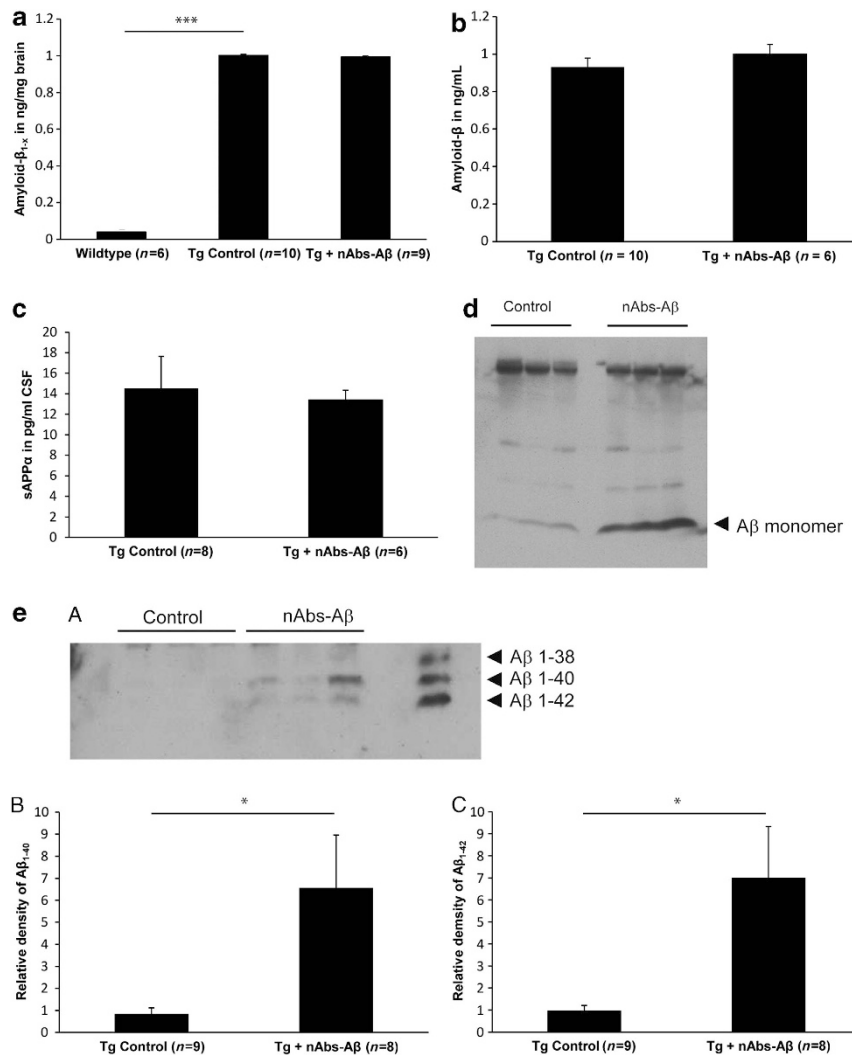 a
***
Amyloid-β1-x in ng/mg brain
1.2
1
0.8
0.6
0.4
0.2
0
Wildtype (n=6)
Tg Control (n=10)
Tg + nAbs-Aβ (n=9)
b
Amyloid-β in ng/mL
1.2
1
0.8
0.6
0.4
0.2
0
Tg Control (n = 10)
Tg + nAbs-Aβ (n = 6)
c
sAPPα in pg/ml CSF
20
18
16
14
12
10
8
6
4
2
0
Tg Control (n=8)
Tg + nAbs-Aβ (n=6)
d
Control
nAbs-Aβ
Aβ monomer
e
A
Control
nAbs-Aβ
Aβ 1-38
Aβ 1-40
Aβ 1-42
B
*
Relative density of Aβ1-40
10
9
8
7
6
5
4
3
2
1
0
Tg Control (n=9)
Tg + nAbs-Aβ (n=8)
C
*
Relative density of Aβ1-42
10
9
8
7
6
5
4
3
2
1
0
Tg Control (n=9)
Tg + nAbs-Aβ (n=8)